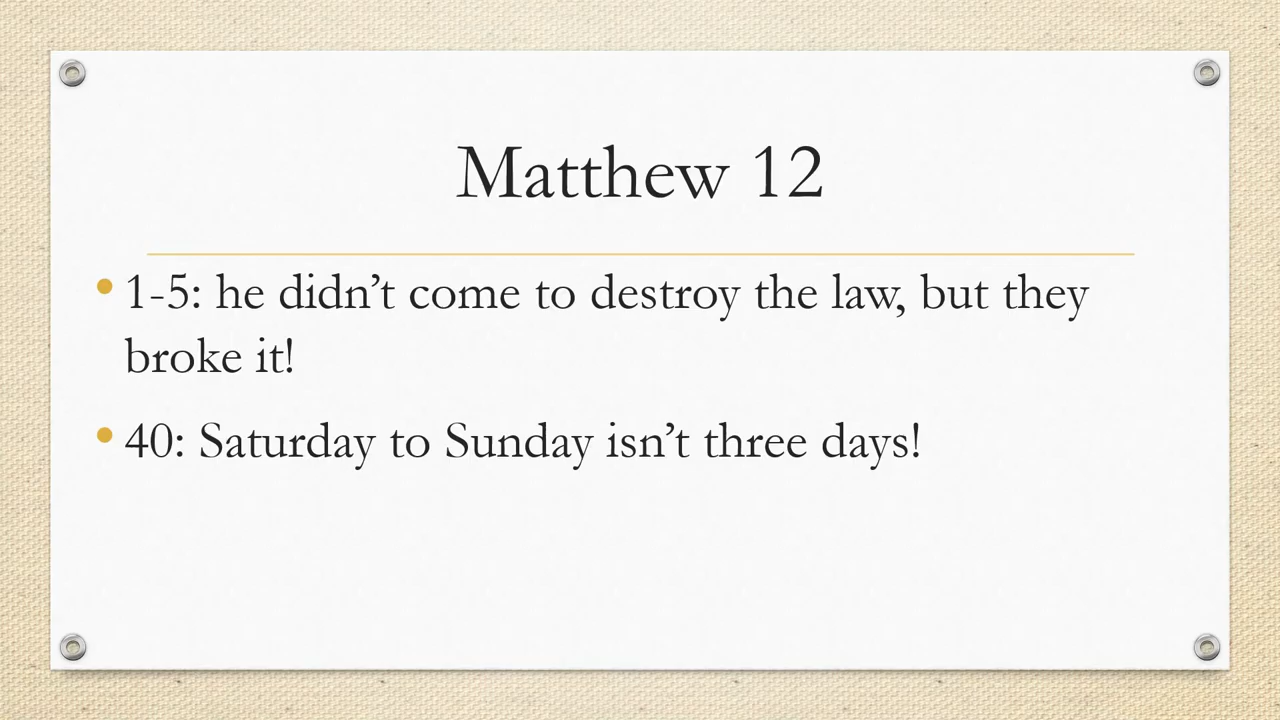 Matthew 12
• 1-5: he didn’t come to destroy the law, but they
broke it!
• 40: Saturday to Sunday isn’t three days!